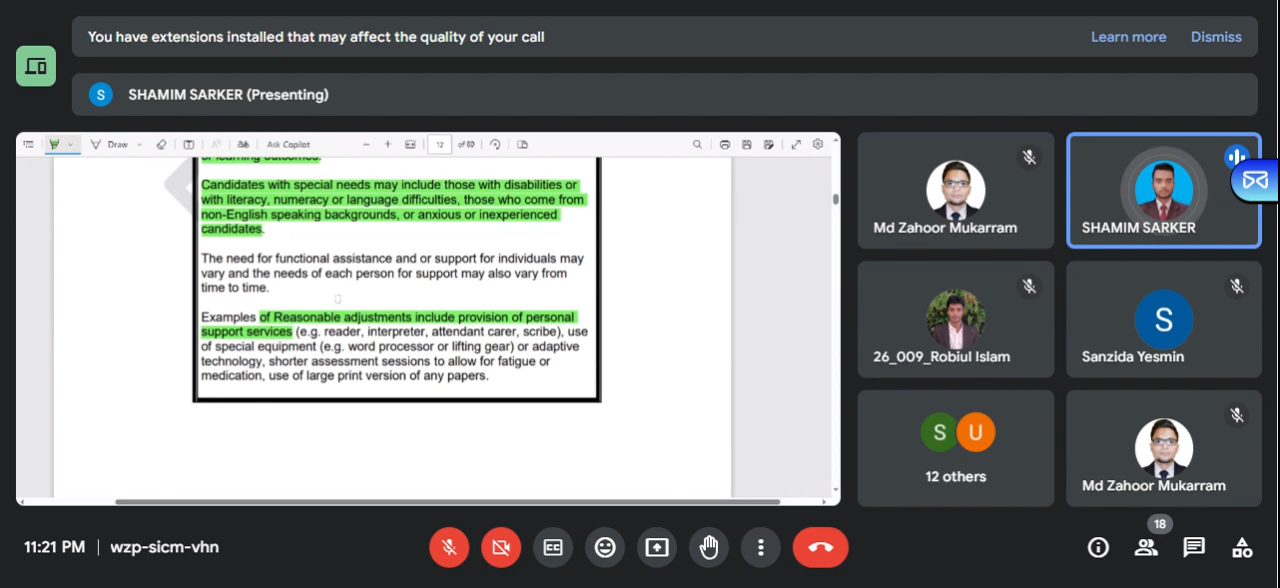 You have extensions installed that may affect the quality of your call
Learn more
Dismiss
S
SHAMIM SARKER (Presenting)
Draw
Ask Copilot
12
of 80
or learning outcomes.
Candidates with special needs may include those with disabilities or
with literacy, numeracy or language difficulties, those who come from
non-English speaking backgrounds, or anxious or inexperienced
candidates.
The need for functional assistance and or support for individuals may
vary and the needs of each person for support may also vary from
time to time.
Examples of Reasonable adjustments include provision of personal
support services (e.g. reader, interpreter, attendant carer, scribe), use
of special equipment (e.g. word processor or lifting gear) or adaptive
technology, shorter assessment sessions to allow for fatigue or
medication, use of large print version of any papers.
Md Zahoor Mukarram
SHAMIM SARKER
26_009_Robiul Islam
S
Sanzida Yesmin
S
U
12 others
Md Zahoor Mukarram
11:21 PM | wzp-sicm-vhn
18